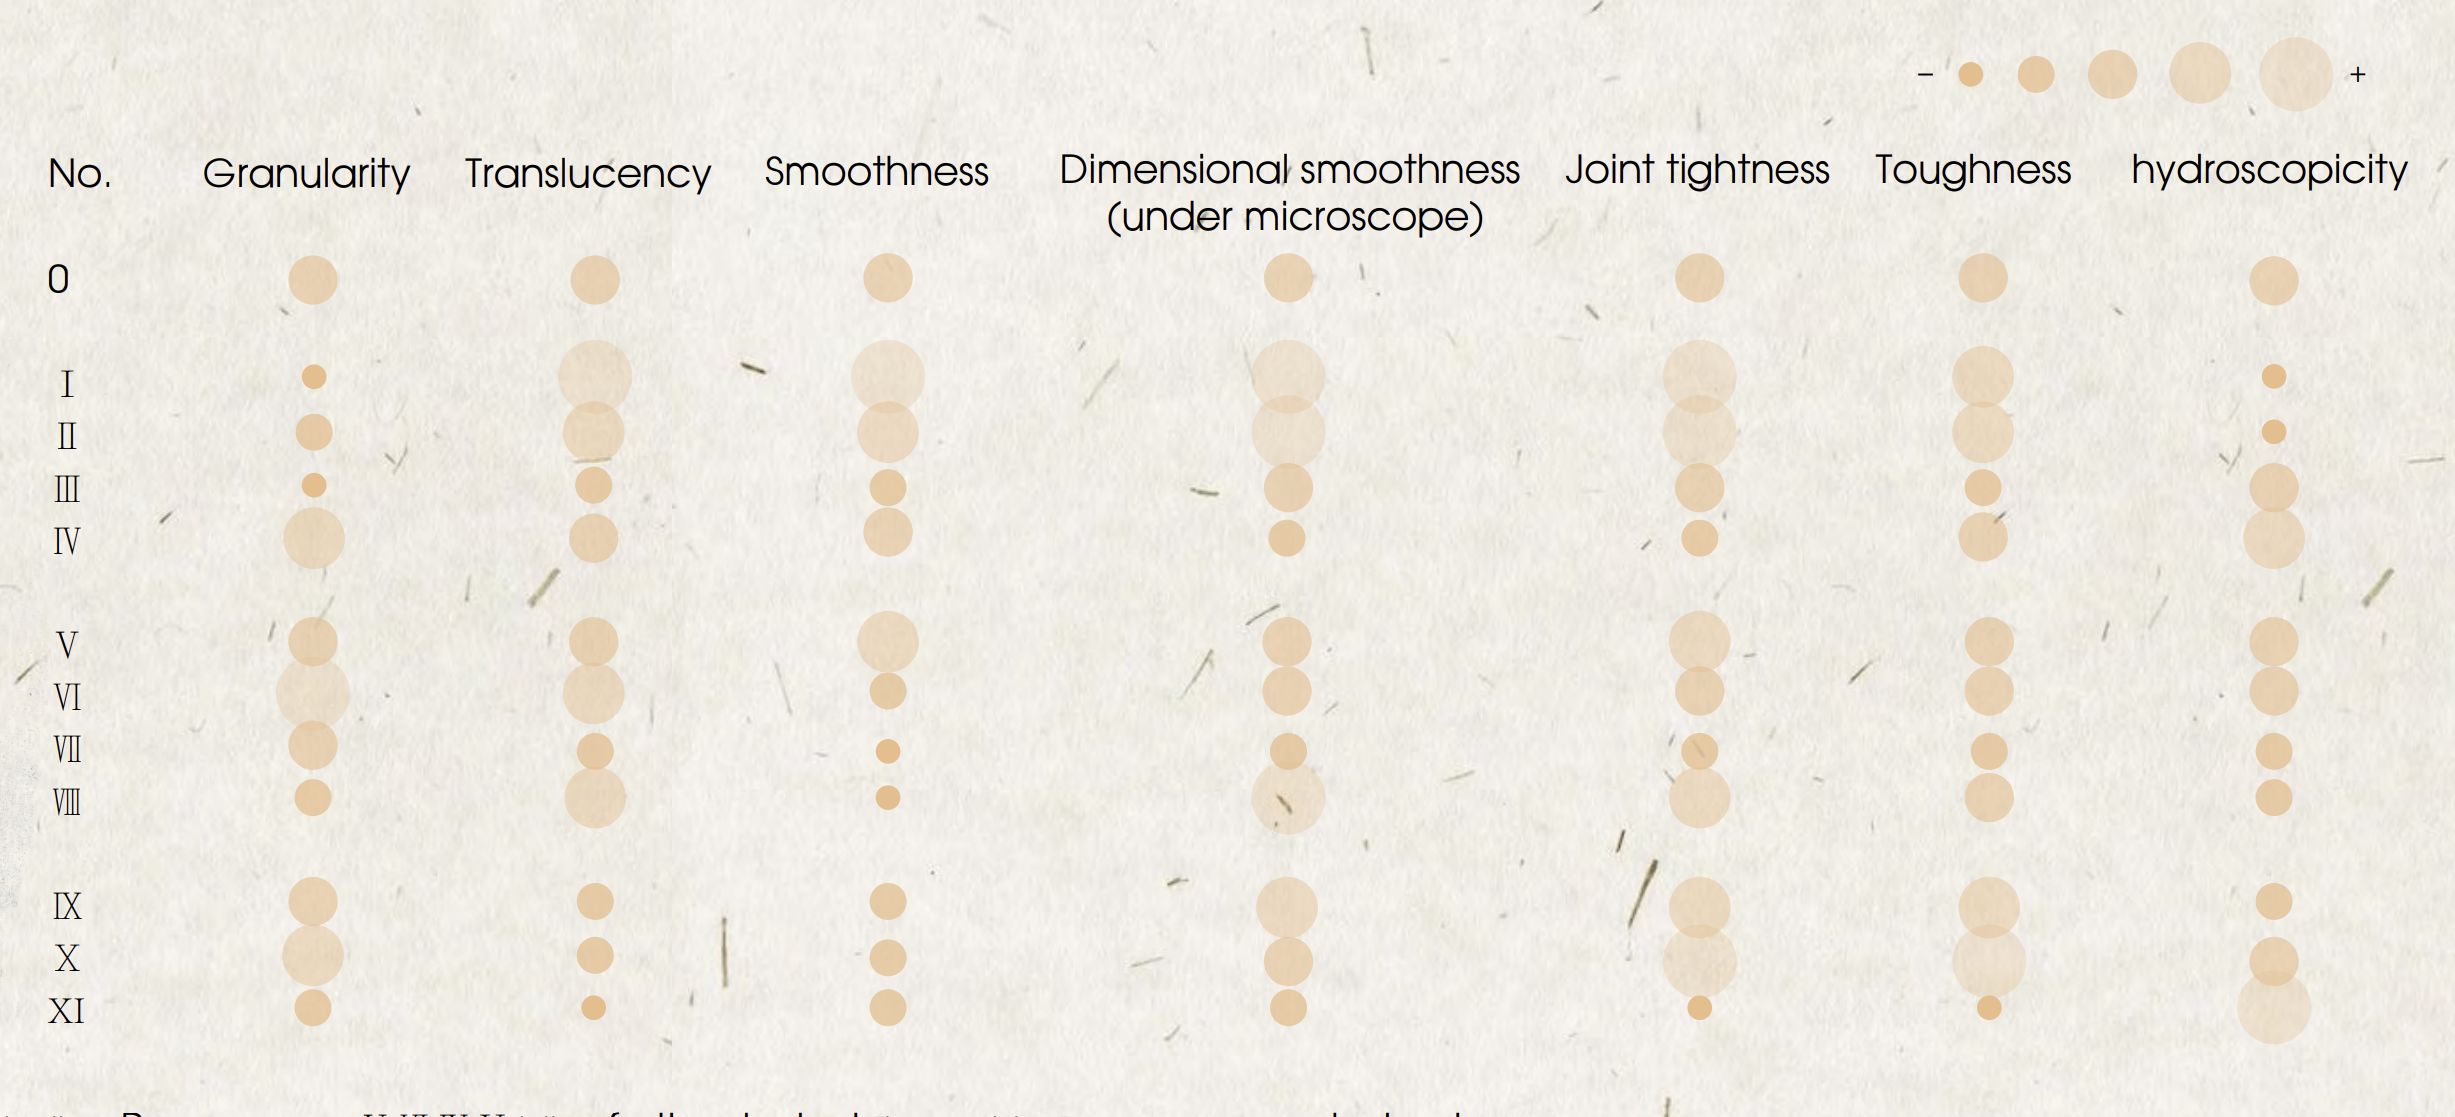 − +
No. Granularity Translucency Smoothness Dimensional smoothness Joint tightness Toughness hydroscopicity
(under microscope)
0
I
II
III
IV
V
VI
VII
VIII
IX
X
XI